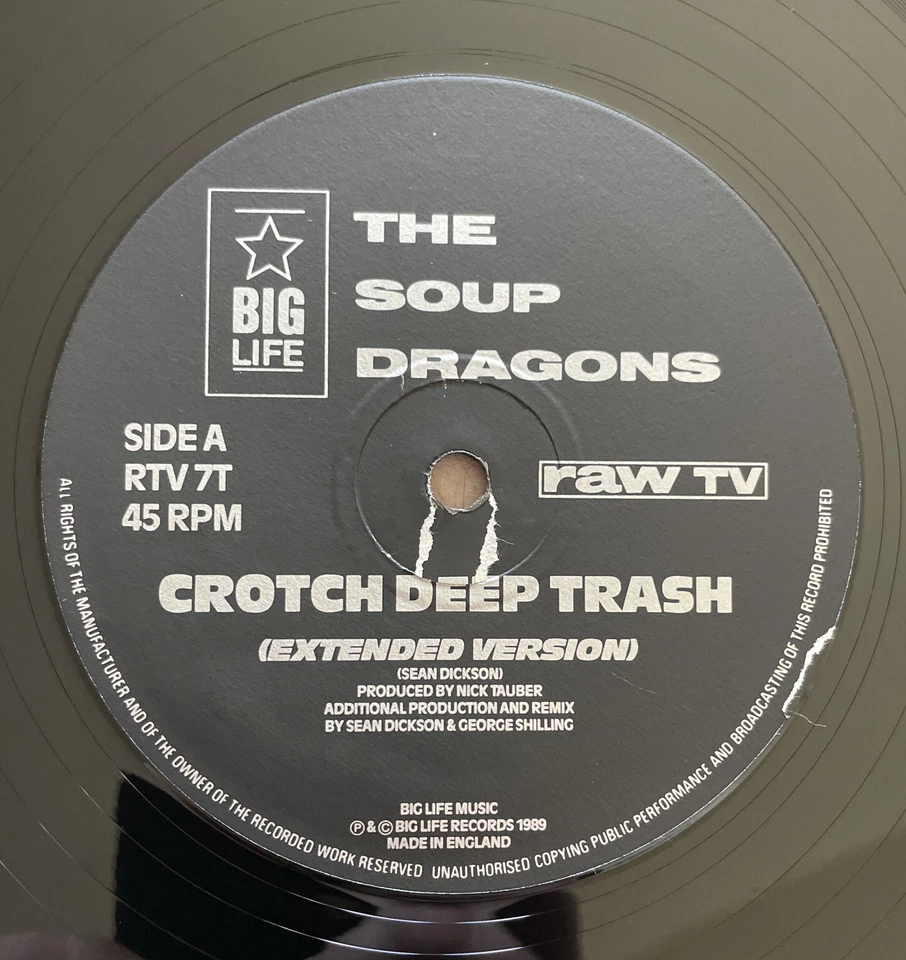 BIG
LIFE
THE
SOUP
DRAGONS
SIDE A
RTV 7T
45 RPM
raw TV
CROTCH DEEP TRASH
(EXTENDED VERSION)
(SEAN DICKSON)
PRODUCED BY NICK TAUBER
ADDITIONAL PRODUCTION AND REMIX
BY SEAN DICKSON & GEORGE SHILLING
BIG LIFE MUSIC
Ⓟ & © BIG LIFE RECORDS 1989
MADE IN ENGLAND
ALL RIGHTS OF THE MANUFACTURER AND OF THE OWNER OF THE RECORDED WORK RESERVED UNAUTHORISED COPYING PUBLIC PERFORMANCE AND BROADCASTING OF THIS RECORD PROHIBITED